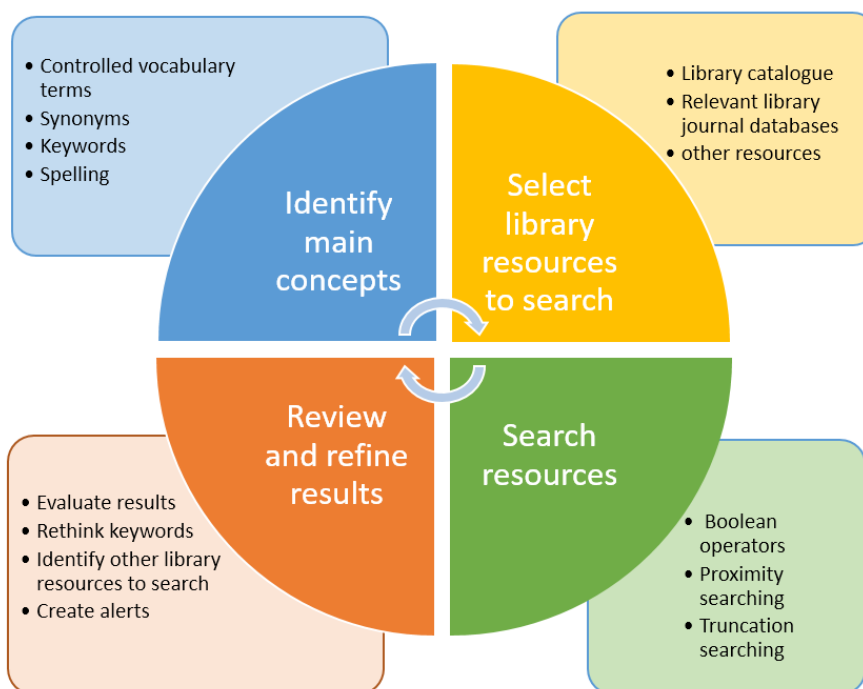 • Controlled vocabulary
terms
• Synonyms
• Keywords
• Spelling
Identify
main
concepts
• Library catalogue
• Relevant library
journal databases
• other resources
Select
library
resources
to search
Search
resources
• Boolean
operators
• Proximity
searching
• Truncation
searching
Review
and refine
results
• Evaluate results
• Rethink keywords
• Identify other library
resources to search
• Create alerts